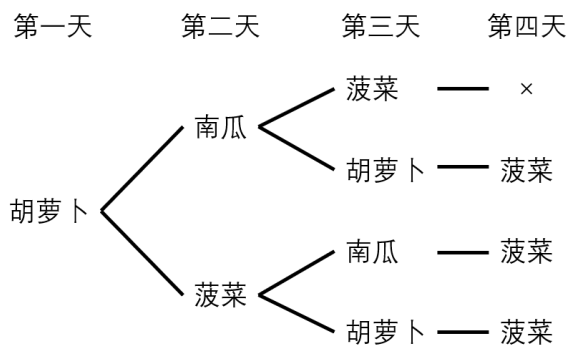 第一天 第二天 第三天 第四天
菠菜 ×
南瓜
胡萝卜 菠菜
胡萝卜
南瓜 菠菜
菠菜
胡萝卜 菠菜